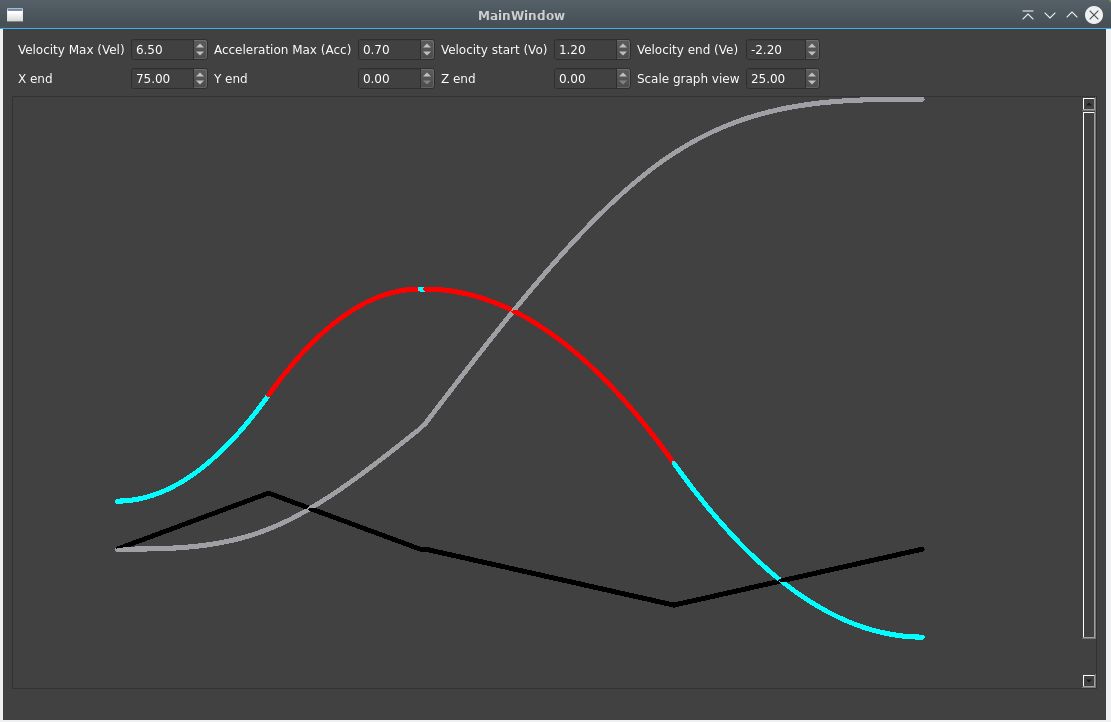 MainWindow
Velocity Max (Vel) 6.50 Acceleration Max (Acc) 0.70 Velocity start (Vo) 1.20 Velocity end (Ve) -2.20
X end 75.00 Y end 0.00 Z end 0.00 Scale graph view 25.00